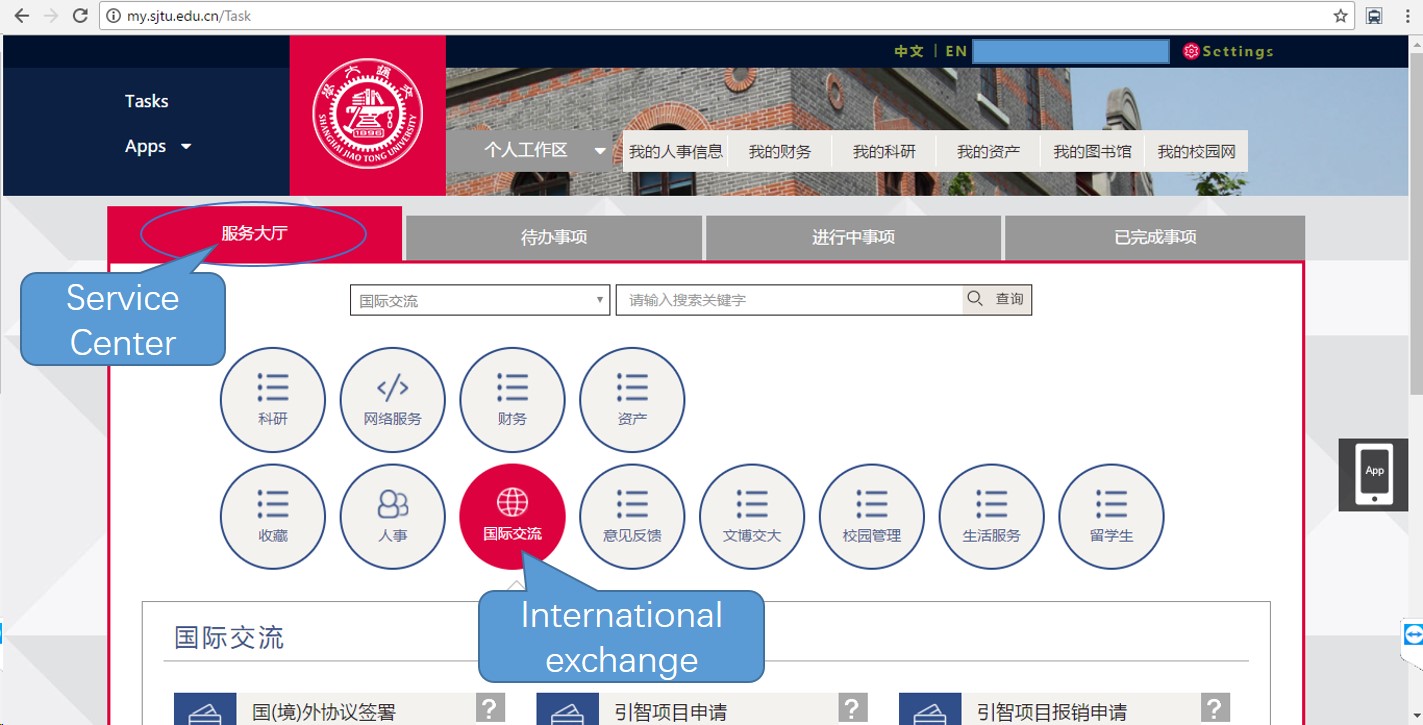 my.sjtu.edu.cn/Task
中文 | EN
Settings
Tasks
Apps
SHANGHAI JIAO TONG UNIVERSITY
1896
个人工作区
我的人事信息
我的财务
我的科研
我的资产
我的图书馆
我的校园网
服务大厅
待办事项
进行中事项
已完成事项
Service
Center
国际交流
请输入搜索关键字
查询
科研
网络服务
财务
资产
App
收藏
人事
国际交流
意见反馈
文博交大
校园管理
生活服务
留学生
International
exchange
国际交流
国(境)外协议签署
?
引智项目申请
?
引智项目报销申请
?